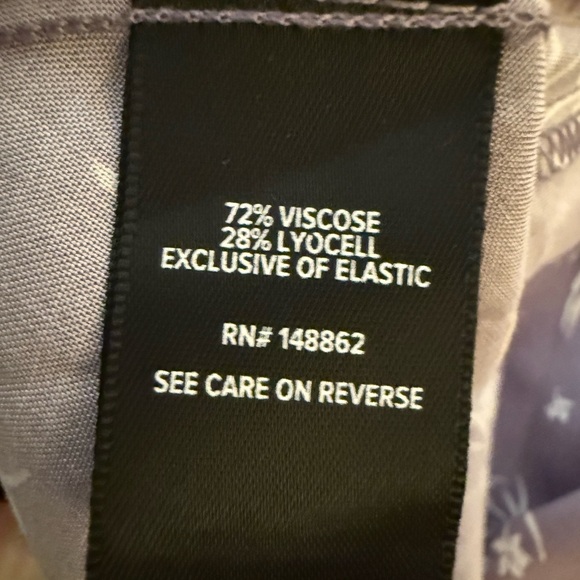 72% VISCOSE
28% LYOCELL
EXCLUSIVE OF ELASTIC
RN# 148862
SEE CARE ON REVERSE